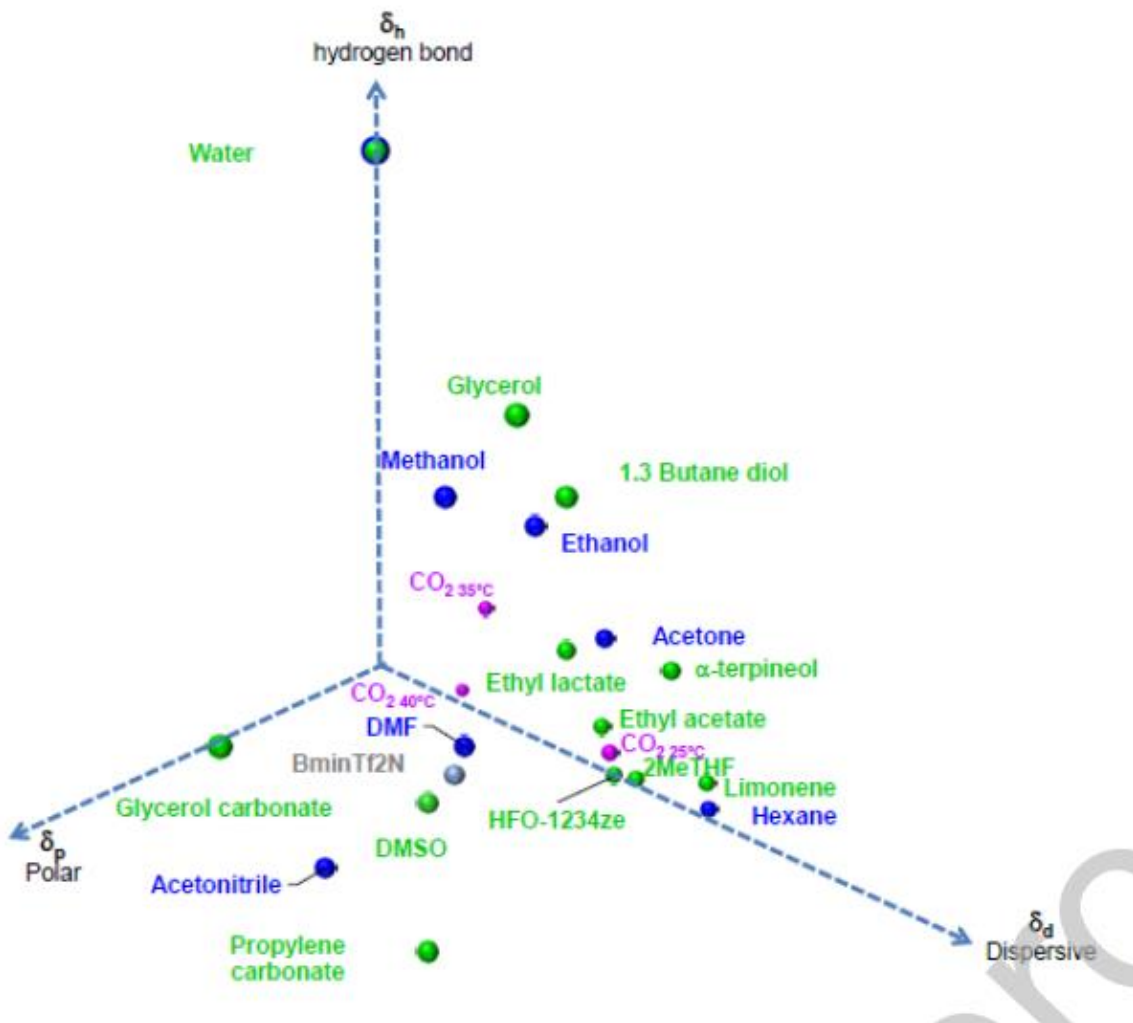 δh
hydrogen bond
Water
Glycerol
Methanol
1.3 Butane diol
Ethanol
CO2 35°C
Acetone
α-terpineol
Ethyl lactate
CO2 40°C
Ethyl acetate
DMF
CO2 25°C
BminTf2N
2MeTHF
Limonene
Glycerol carbonate
HFO-1234ze
Hexane
δp
Polar
DMSO
Acetonitrile
δd
Dispersive
Propylene
carbonate